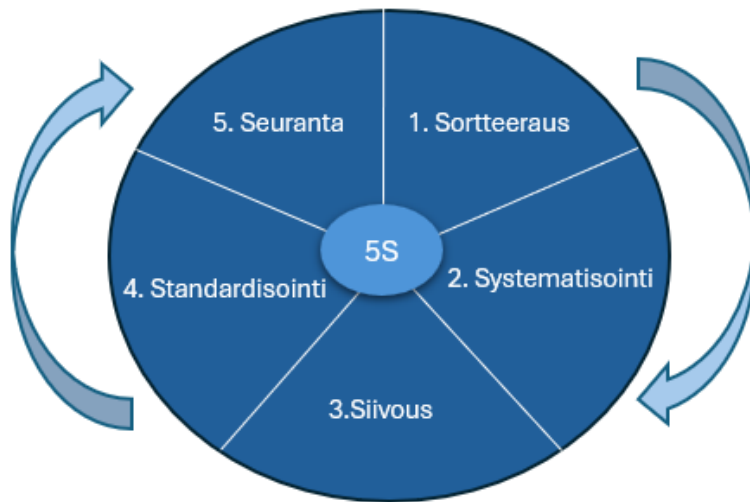 5. Seuranta
1. Sortteeraus
5S
4. Standardisointi
2. Systematisointi
3.Siivous